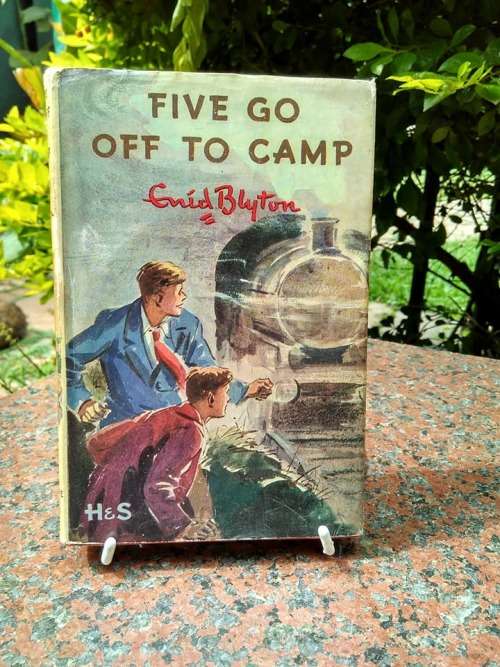 FIVE GO
OFF TO CAMP
Enid Blyton
H&S